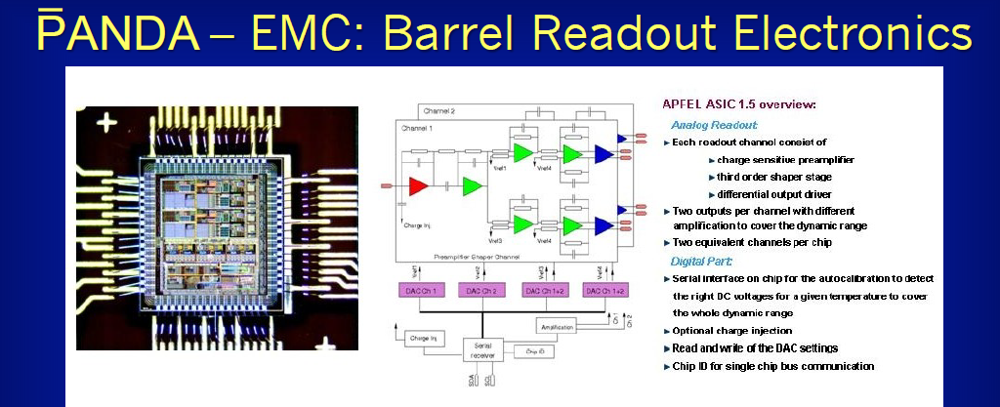 P̅ANDA – EMC: Barrel Readout Electronics
Channel 2
Channel 1
Vref1
Vref4
Charge Inj.
Vref3
Vref4
Preamplifier Shaper Channel
Vref1
Vref2
Vref3
Vref4
DAC Ch 1
DAC Ch 2
DAC Ch 1+2
DAC Ch 1+2
Charge Inj.
Serial
receiver
Amplification
Chip ID
Ch 1
Ch 2
SDA
SCL
APFEL ASIC 1.5 overview:
Analog Readout:
▸ Each readout channel consist of
▸ charge sensitive preamplifier
▸ third order shaper stage
▸ differential output driver
▸ Two outputs per channel with different
amplification to cover the dynamic range
▸ Two equivalent channels per chip
Digital Part:
▸ Serial interface on chip for the autocalibration to detect
the right DC voltages for a given temperature to cover
the whole dynamic range
▸ Optional charge injection
▸ Read and write of the DAC settings
▸ Chip ID for single chip bus communication